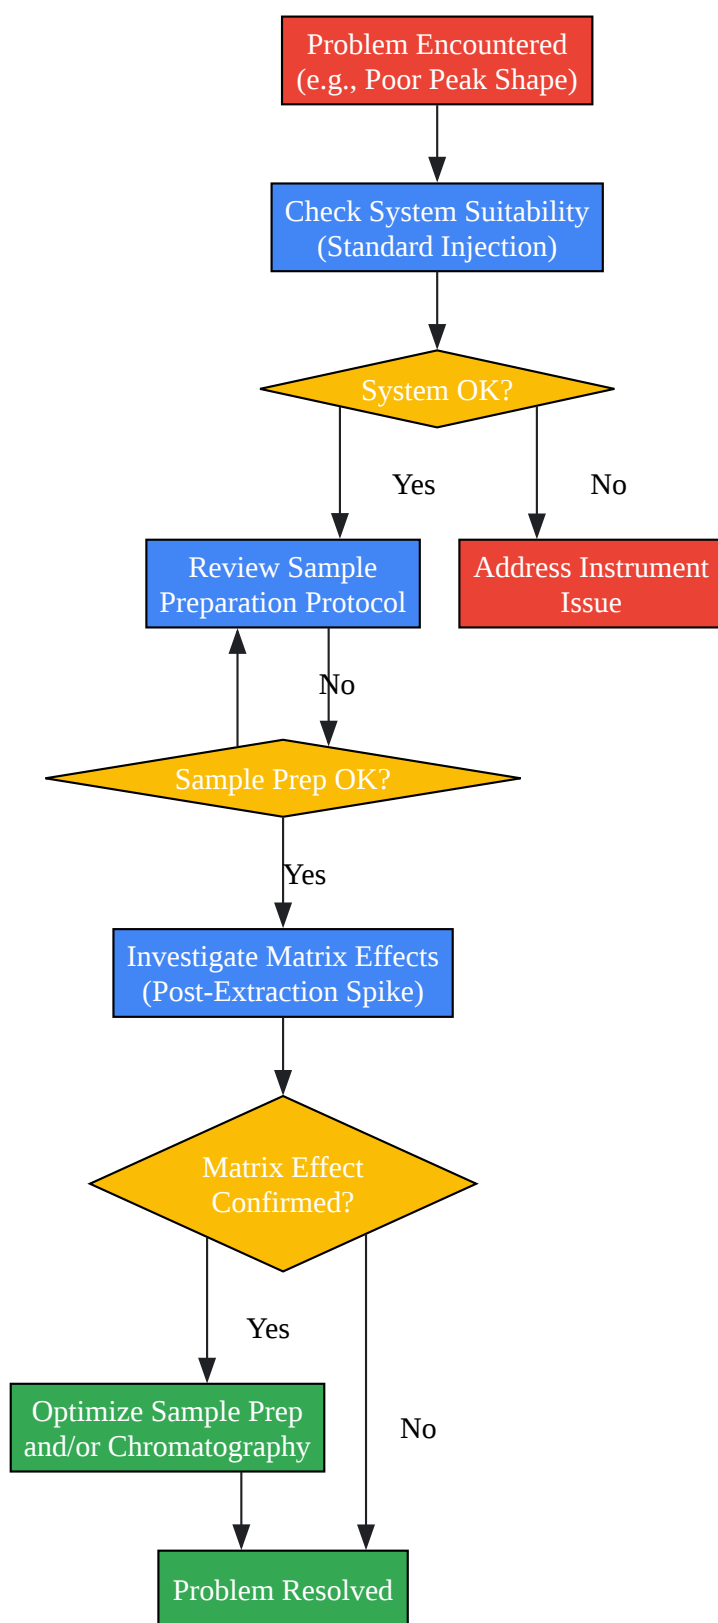 Problem Encountered
(e.g., Poor Peak Shape)
Check System Suitability
(Standard Injection)
System OK?
Yes
No
Review Sample
Preparation Protocol
Address Instrument
Issue
No
Sample Prep OK?
Yes
Investigate Matrix Effects
(Post-Extraction Spike)
Matrix Effect
Confirmed?
Yes
Optimize Sample Prep
and/or Chromatography
No
Problem Resolved